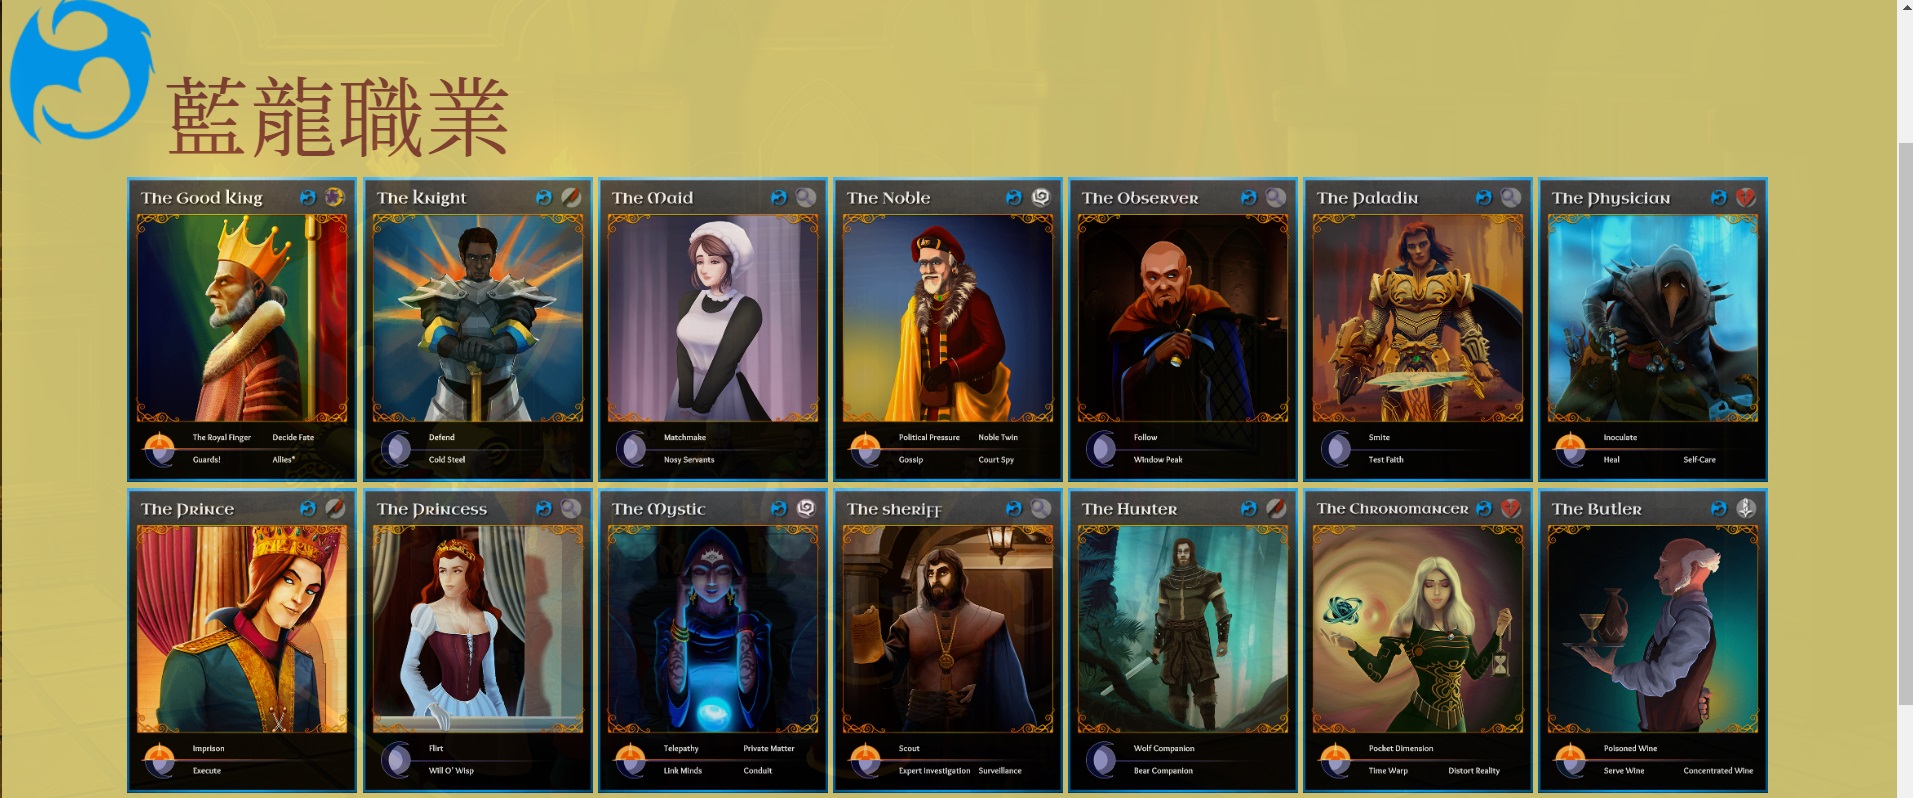 藍龍職業
The Good King
The Knight
The Maid
The Noble
The Observer
The Paladin
The Physician
The Royal Finger Decide Fate
Guards! Allies*
Defend
Cold Steel
Matchmake
Nosy Servants
Political Pressure Noble Twin
Gossip Court Spy
Follow
Window Peak
Smite
Test Faith
Inoculate
Heal Self-Care
The Prince
The Princess
The Mystic
The sheriff
The Hunter
The Chronomancer
The Butler
Imprison
Execute
Flirt
Will O' Wisp
Telepathy Private Matter
Link Minds Conduit
Scout
Expert Investigation Surveillance
Wolf Companion
Bear Companion
Pocket Dimension
Time Warp Distort Reality
Poisoned Wine
Serve Wine Concentrated Wine